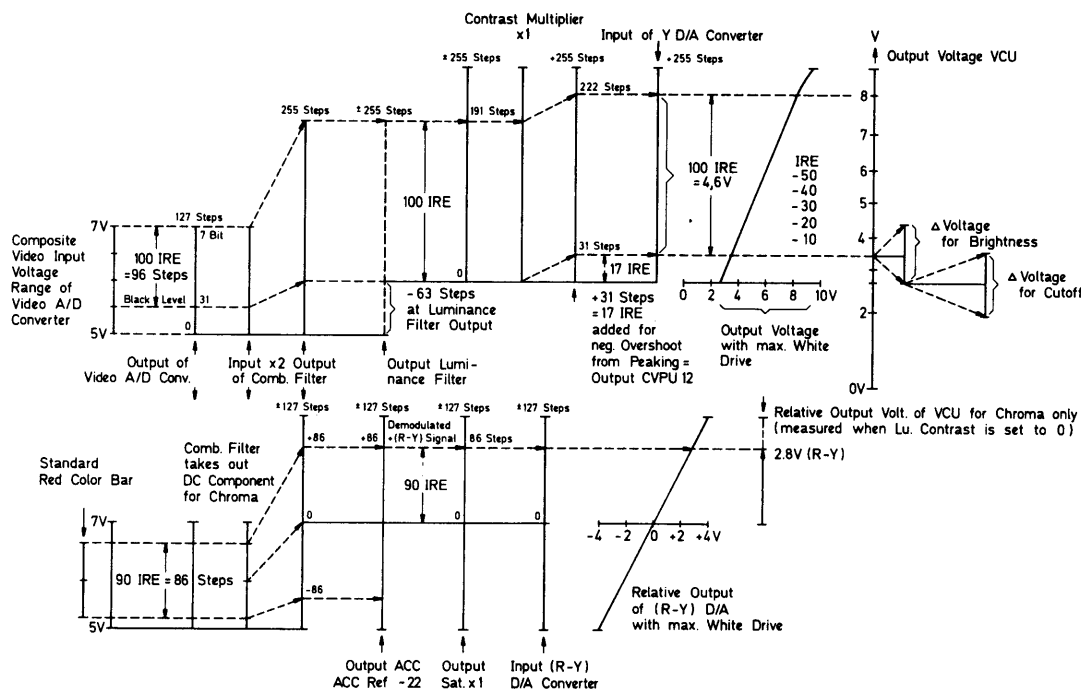 Contrast Multiplier
x1
Input of Y D/A Converter
V
± 255 Steps
+255 Steps
+255 Steps
Output Voltage VCU
222 Steps
8
255 Steps
± 255 Steps
191 Steps
7
6
100 IRE
= 4,6V
IRE
-50
-40
-30
-20
-10
5
100 IRE
127 Steps
7V
7 Bit
4
Δ Voltage
for Brightness
Composite
Video Input
Voltage
Range of
Video A/D
Converter
100 IRE
=96 Steps
31 Steps
0
17 IRE
Δ Voltage
for Cutoff
Black Level
31
- 63 Steps
at Luminance
Filter Output
0 2 4 6 8 10V
2
5V
0
+31 Steps
= 17 IRE
added for
neg. Overshoot
from Peaking =
Output CVPU 12
Output Voltage
with max. White
Drive
0V
Output of
Video A/D Conv.
Input x2 Output
of Comb. Filter
Output Lumi-
nance Filter
± 127 Steps
±127 Steps
±127 Steps
±127 Steps
Relative Output Volt. of VCU for Chroma only
(measured when Lu. Contrast is set to 0)
+86
+86
Demodulated
+(R-Y) Signal
86 Steps
2.8V (R-Y)
Comb. Filter
takes out
DC Component
for Chroma
90 IRE
Standard
Red Color Bar
7V
0
0
0
-4 -2 0 +2 +4V
90 IRE = 86 Steps
-86
5V
Relative Output
of (R-Y) D/A
with max. White Drive
Output ACC
ACC Ref -22
Output
Sat. x1
Input (R-Y)
D/A Converter